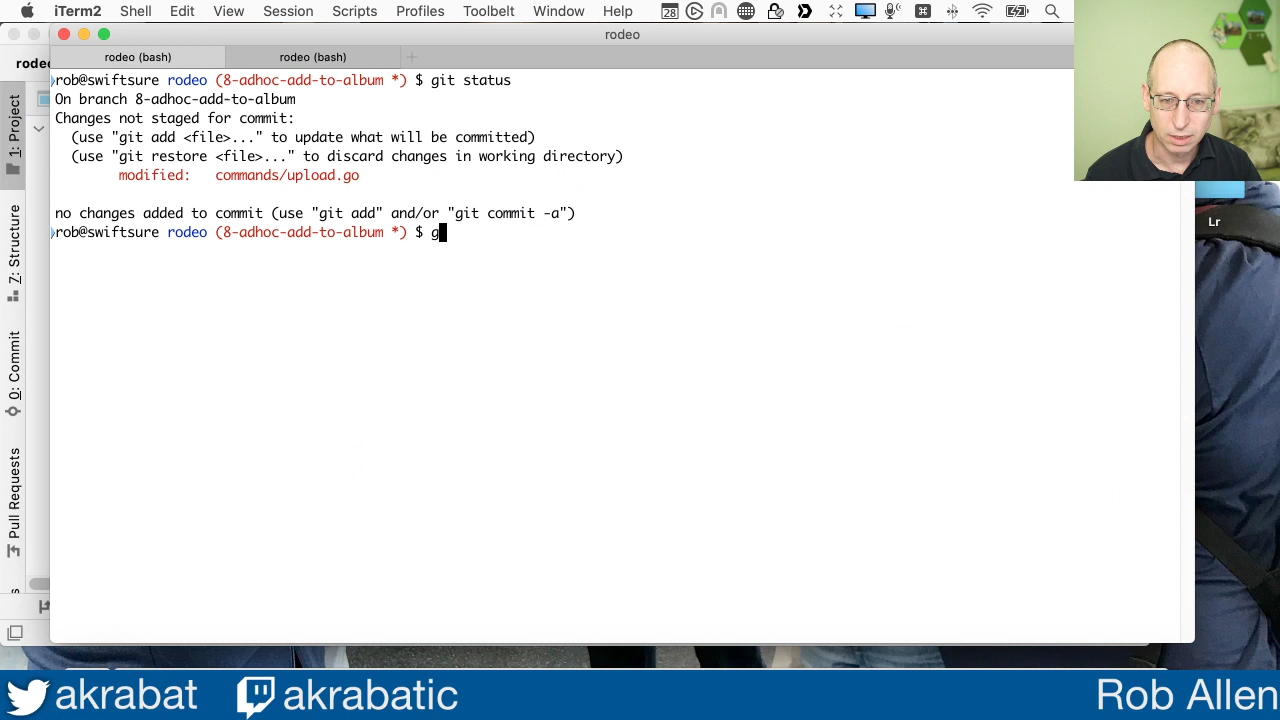 iTerm2 Shell Edit View Session Scripts Profiles Toolbelt Window Help 28
rodeo
rodeo (bash) rodeo (bash) +
rodeo
1: Project
7: Structure
0: Commit
Pull Requests
rob@swiftsure rodeo (8-adhoc-add-to-album *) $ git status
On branch 8-adhoc-add-to-album
Changes not staged for commit:
(use "git add <file>..." to update what will be committed)
(use "git restore <file>..." to discard changes in working directory)
modified: commands/upload.go
no changes added to commit (use "git add" and/or "git commit -a")
rob@swiftsure rodeo (8-adhoc-add-to-album *) $ g
Lr
akrabat akrabatic Rob Allen